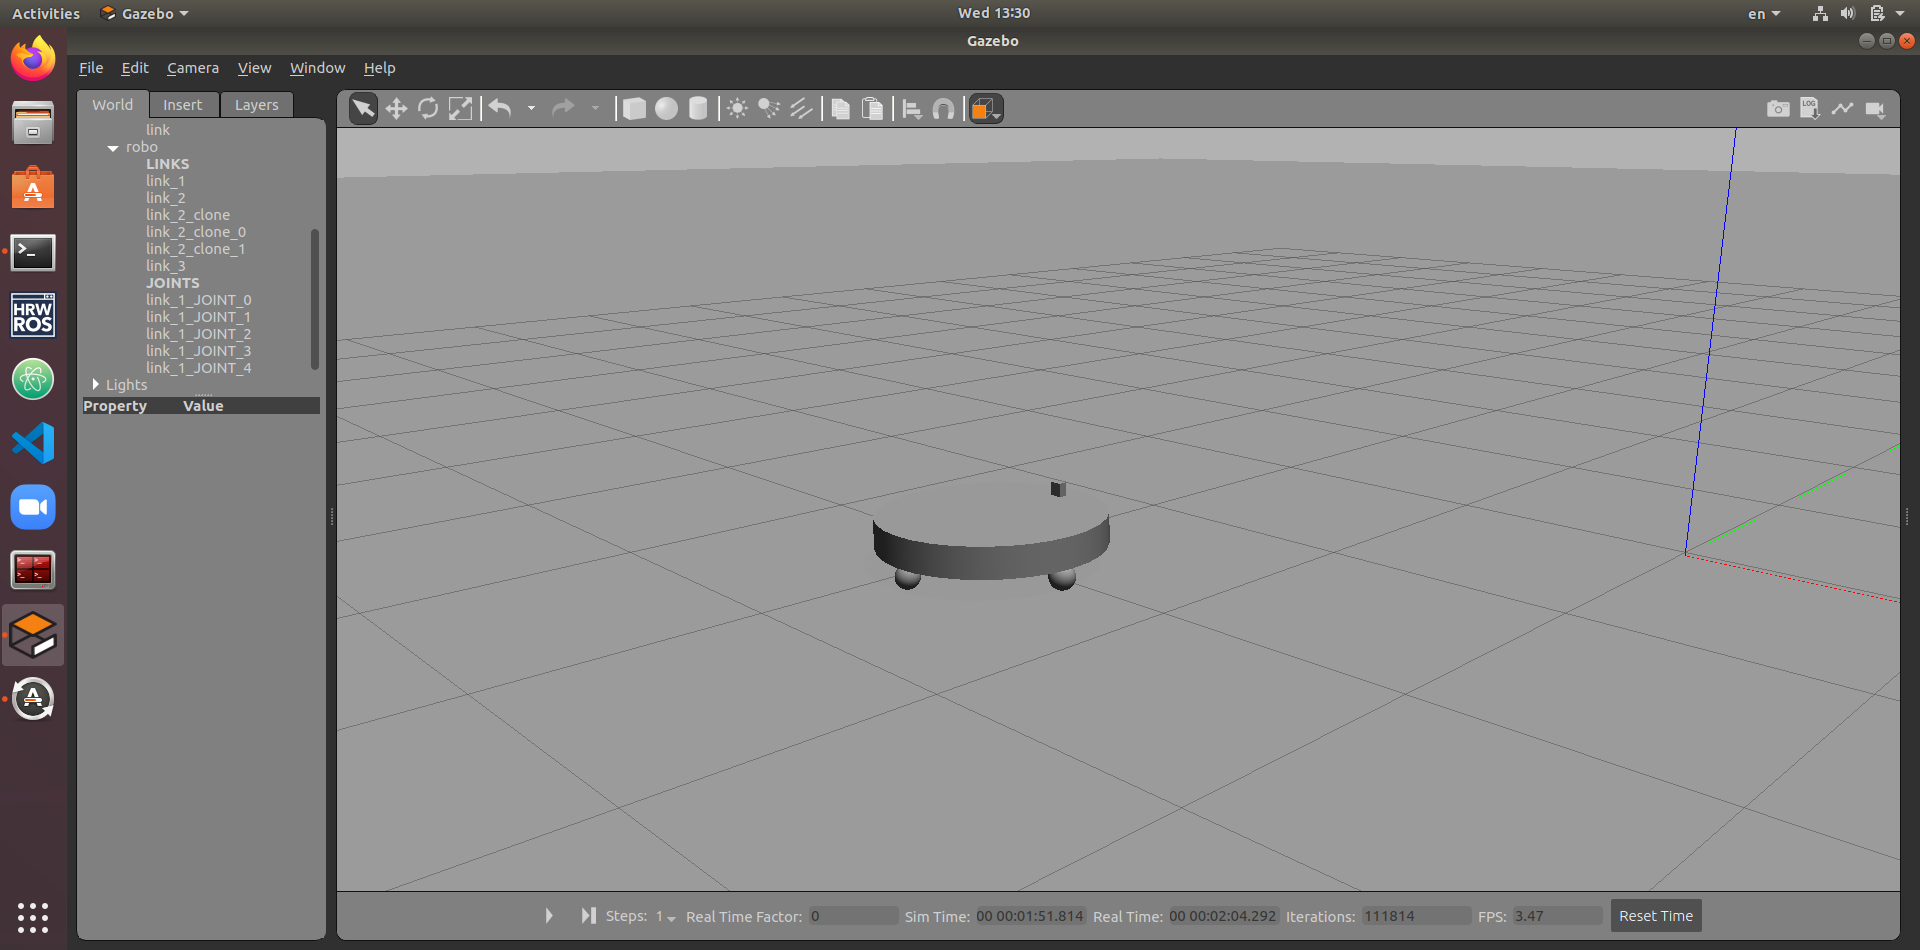 Activities Gazebo Wed 13:30 en
Gazebo
File Edit Camera View Window Help
World Insert Layers
LOG
link
robo
LINKS
link_1
link_2
link_2_clone
link_2_clone_0
link_2_clone_1
link_3
JOINTS
link_1_JOINT_0
link_1_JOINT_1
link_1_JOINT_2
link_1_JOINT_3
link_1_JOINT_4
Lights
Property Value
HRW
ROS
Steps: 1 Real Time Factor: 0 Sim Time: 00 00:01:51.814 Real Time: 00 00:02:04.292 Iterations: 111814 FPS: 3.47 Reset Time